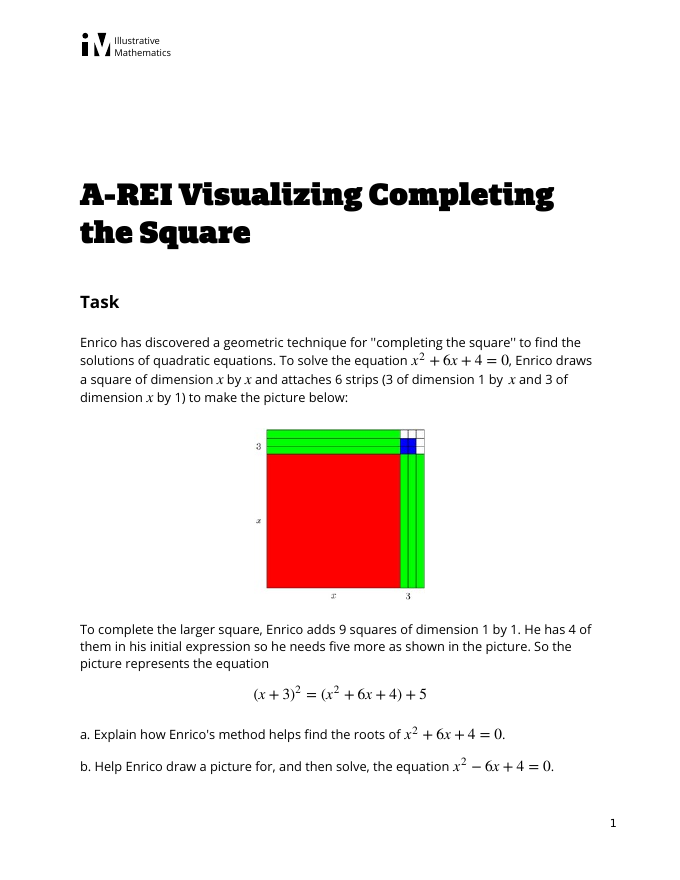 Illustrative
Mathematics
A-REI Visualizing Completing
the Square
Task
Enrico has discovered a geometric technique for "completing the square" to find the
solutions of quadratic equations. To solve the equation x² + 6x + 4 = 0, Enrico draws
a square of dimension x by x and attaches 6 strips (3 of dimension 1 by x and 3 of
dimension x by 1) to make the picture below:
3
x
x 3
To complete the larger square, Enrico adds 9 squares of dimension 1 by 1. He has 4 of
them in his initial expression so he needs five more as shown in the picture. So the
picture represents the equation
(x + 3)² = (x² + 6x + 4) + 5
a. Explain how Enrico's method helps find the roots of x² + 6x + 4 = 0.
b. Help Enrico draw a picture for, and then solve, the equation x² − 6x + 4 = 0.
1